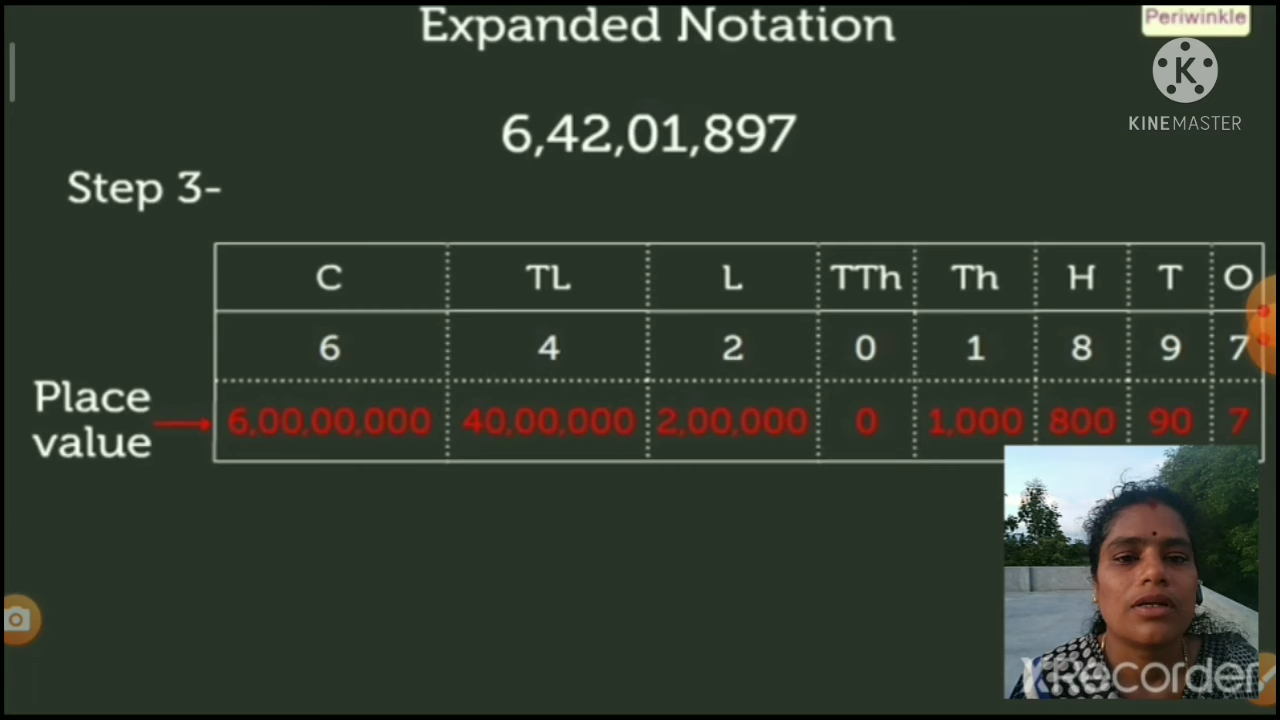 Expanded Notation
Periwinkle
KINEMASTER
6,42,01,897
Step 3-
C TL L TTh Th H T O
6 4 2 0 1 8 9 7
Place value
6,00,00,000 40,00,000 2,00,000 0 1,000 800 90 7
XRecorder